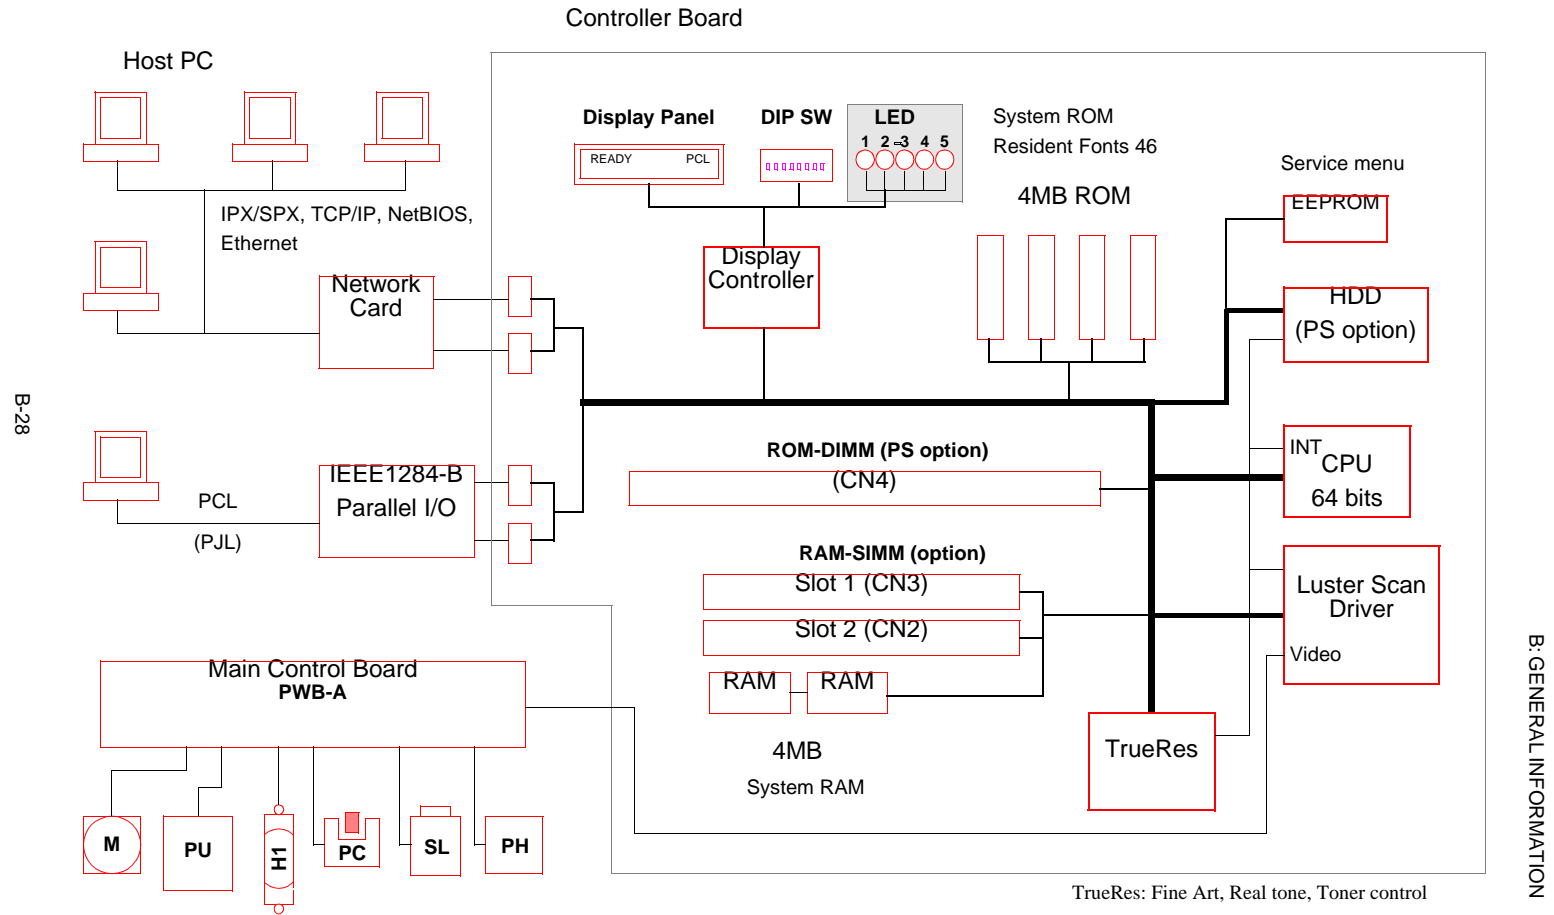 Controller Board
Host PC
Display Panel
DIP SW
LED
1 2 3 4 5
READY PCL
System ROM
Resident Fonts 46
4MB ROM
Service menu
EEPROM
IPX/SPX, TCP/IP, NetBIOS,
Ethernet
Network
Card
Display
Controller
HDD
(PS option)
B-28
ROM-DIMM (PS option)
(CN4)
INT
CPU
64 bits
IEEE1284-B
Parallel I/O
PCL
(PJL)
RAM-SIMM (option)
Slot 1 (CN3)
Slot 2 (CN2)
RAM RAM
4MB
System RAM
Luster Scan
Driver
Video
TrueRes
Main Control Board
PWB-A
M
PU
H1
PC
SL
PH
TrueRes: Fine Art, Real tone, Toner control
B: GENERAL INFORMATION